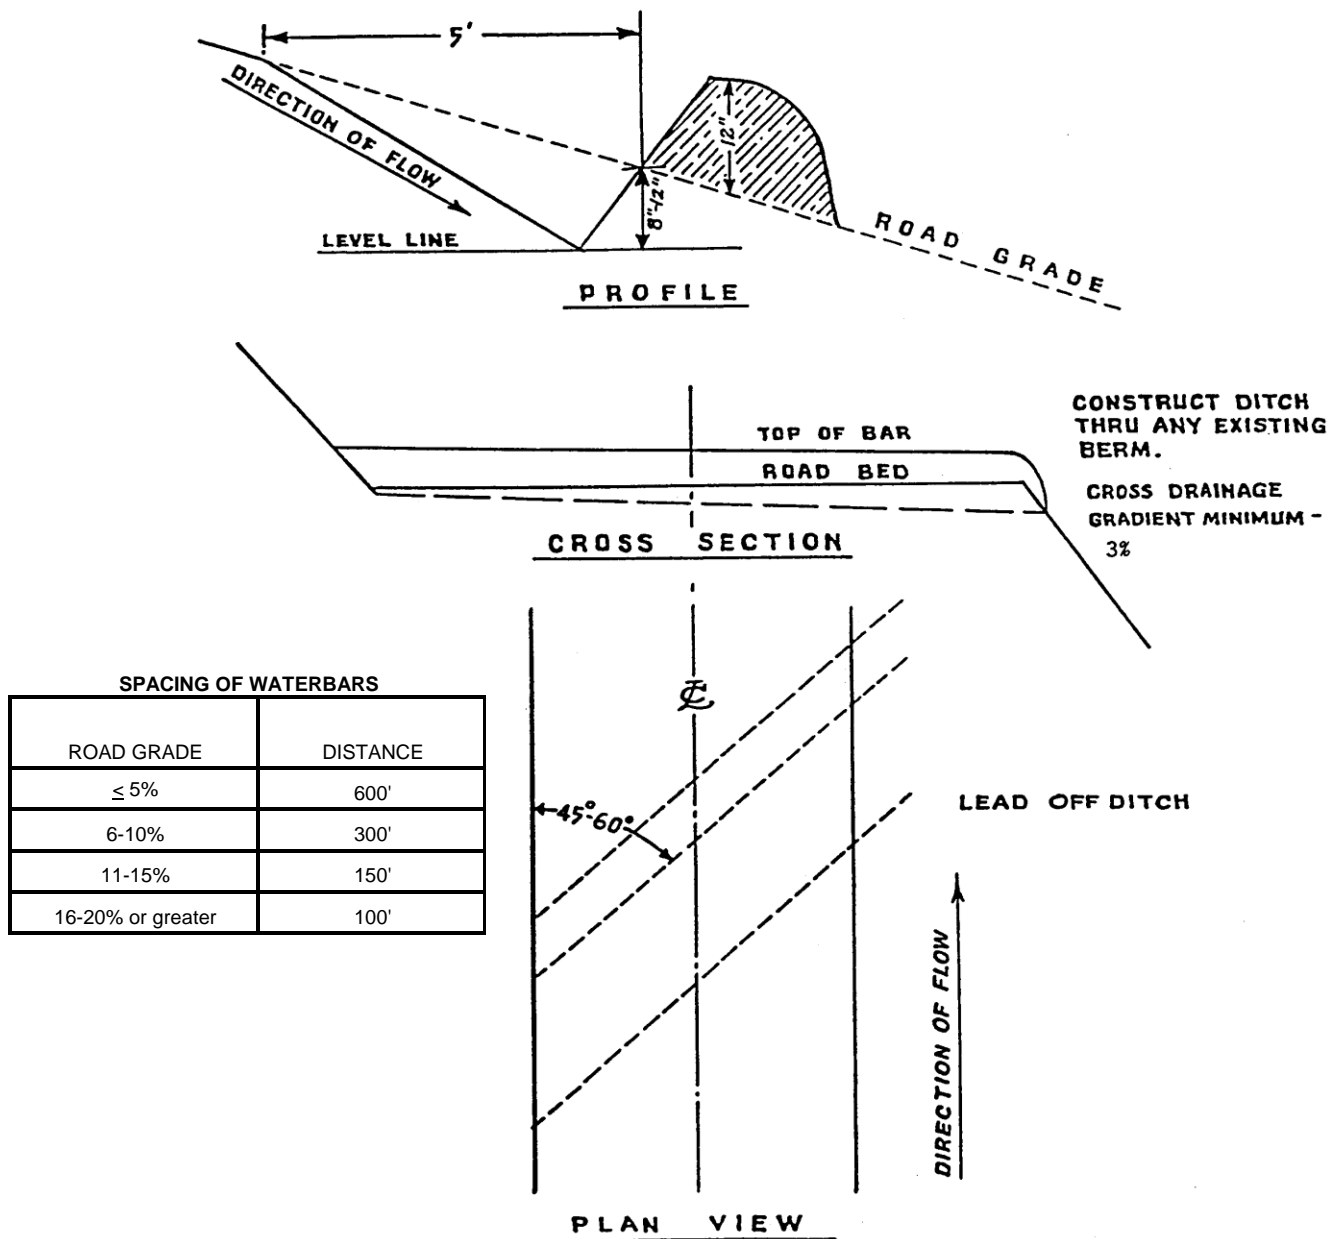 5'
DIRECTION OF FLOW
12"
8"-12"
LEVEL LINE
ROAD GRADE
PROFILE
CONSTRUCT DITCH
THRU ANY EXISTING
BERM.
TOP OF BAR
ROAD BED
CROSS DRAINAGE
GRADIENT MINIMUM -
3%
CROSS SECTION
SPACING OF WATERBARS
ROAD GRADE DISTANCE
≤ 5% 600'
6-10% 300'
11-15% 150'
16-20% or greater 100'
℄
45°-60°
LEAD OFF DITCH
DIRECTION OF FLOW
PLAN VIEW